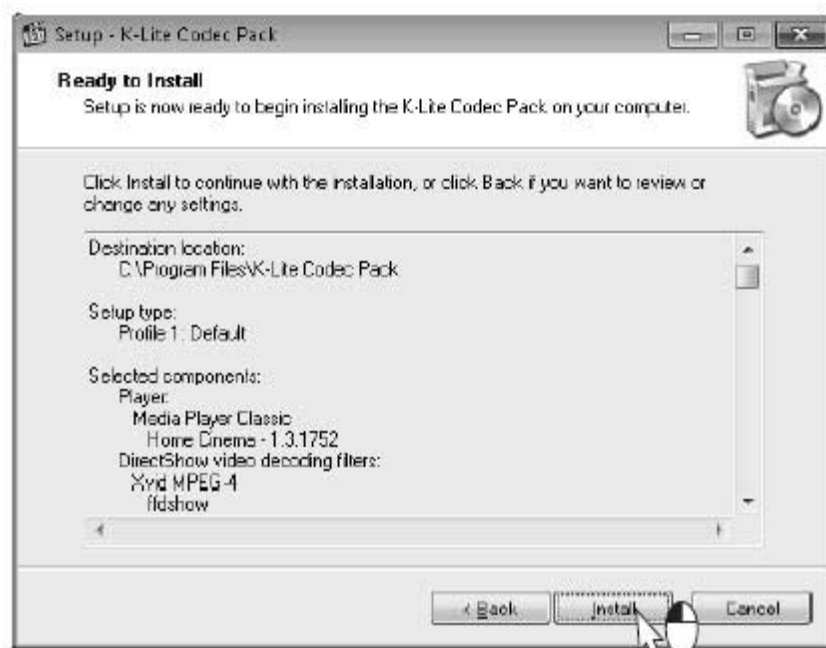 Setup - K-Lite Codec Pack
Ready to Install
Setup is now ready to begin installing the K-Lite Codec Pack on your computer.
Click Install to continue with the installation, or click Back if you want to review or
change any settings.
Destination location:
C:\Program Files\K-Lite Codec Pack
Setup type:
Profile 1: Default
Selected components:
Player:
Media Player Classic
Home Cinema - 1.3.1752
DirectShow video decoding filters:
Xvid MPEG-4
ffdshow
< Back Install Cancel